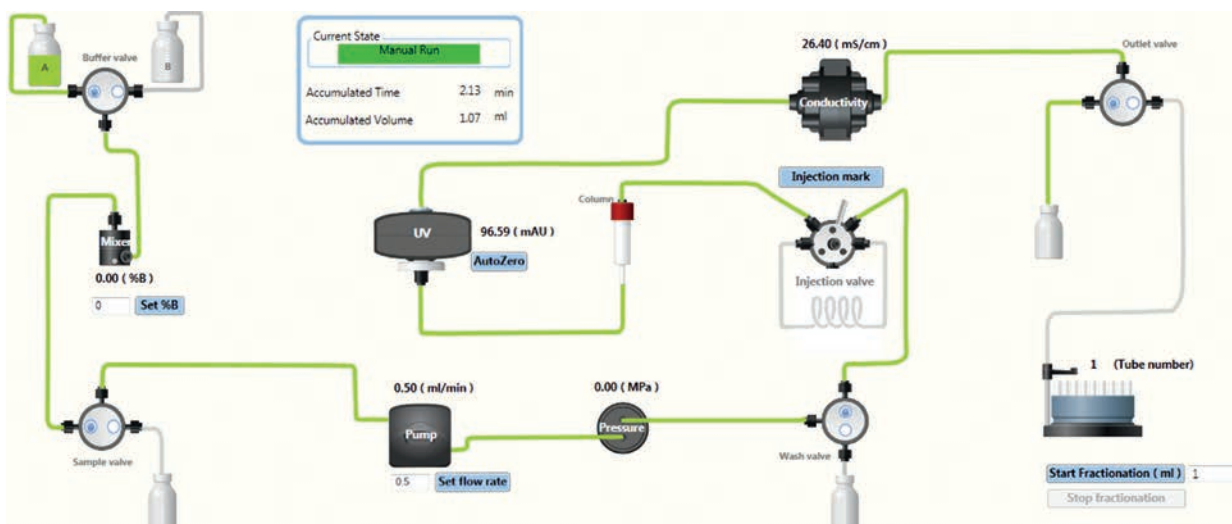 A
B
Buffer valve
Current State
Manual Run
Accumulated Time 2.13 min
Accumulated Volume 1.07 ml
26.40 ( mS/cm)
Conductivity
Outlet valve
Injection mark
Column
UV
96.59 ( mAU )
AutoZero
Injection valve
Mixer
0.00 ( %B)
0 Set %B
0.50 ( ml/min)
0.00 ( MPa)
1 (Tube number)
Pump
Pressure
Sample valve
Wash valve
0.5 Set flow rate
Start Fractionation ( ml ) 1
Stop fractionation